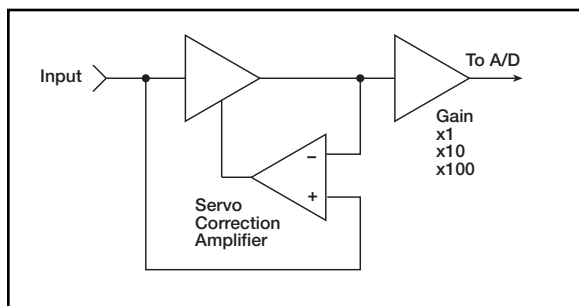 Input
To A/D
Gain
x1
x10
x100
−
+
Servo
Correction
Amplifier